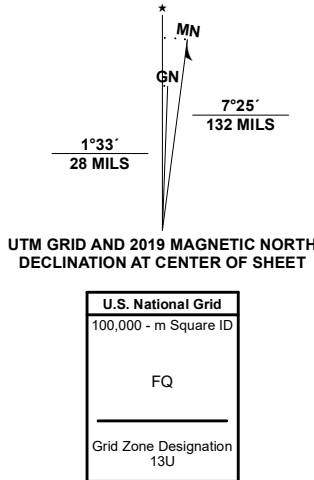 ★
MN
GN
7°25´
132 MILS
1°33´
28 MILS
UTM GRID AND 2019 MAGNETIC NORTH
DECLINATION AT CENTER OF SHEET
U.S. National Grid
100,000 - m Square ID
FQ
Grid Zone Designation
13U